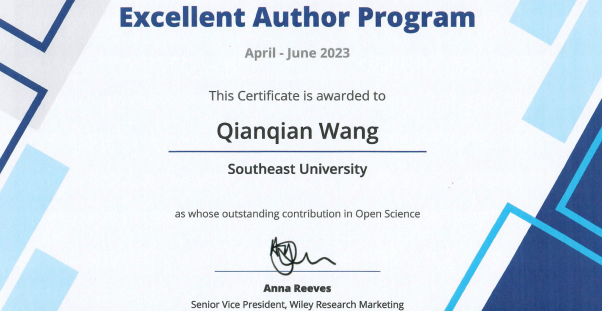 Excellent Author Program
April - June 2023
This Certificate is awarded to
Qianqian Wang
Southeast University
as whose outstanding contribution in Open Science
Anna Reeves
Senior Vice President, Wiley Research Marketing